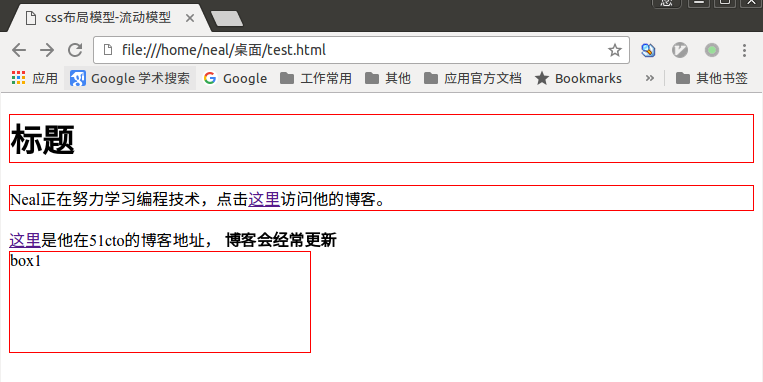 css布局模型-流动模型
file:///home/neal/桌面/test.html
应用 Google 学术搜索 Google 工作常用 其他 应用官方文档 Bookmarks » 其他书签
标题
Neal正在努力学习编程技术，点击这里访问他的博客。
这里是他在51cto的博客地址， 博客会经常更新
box1